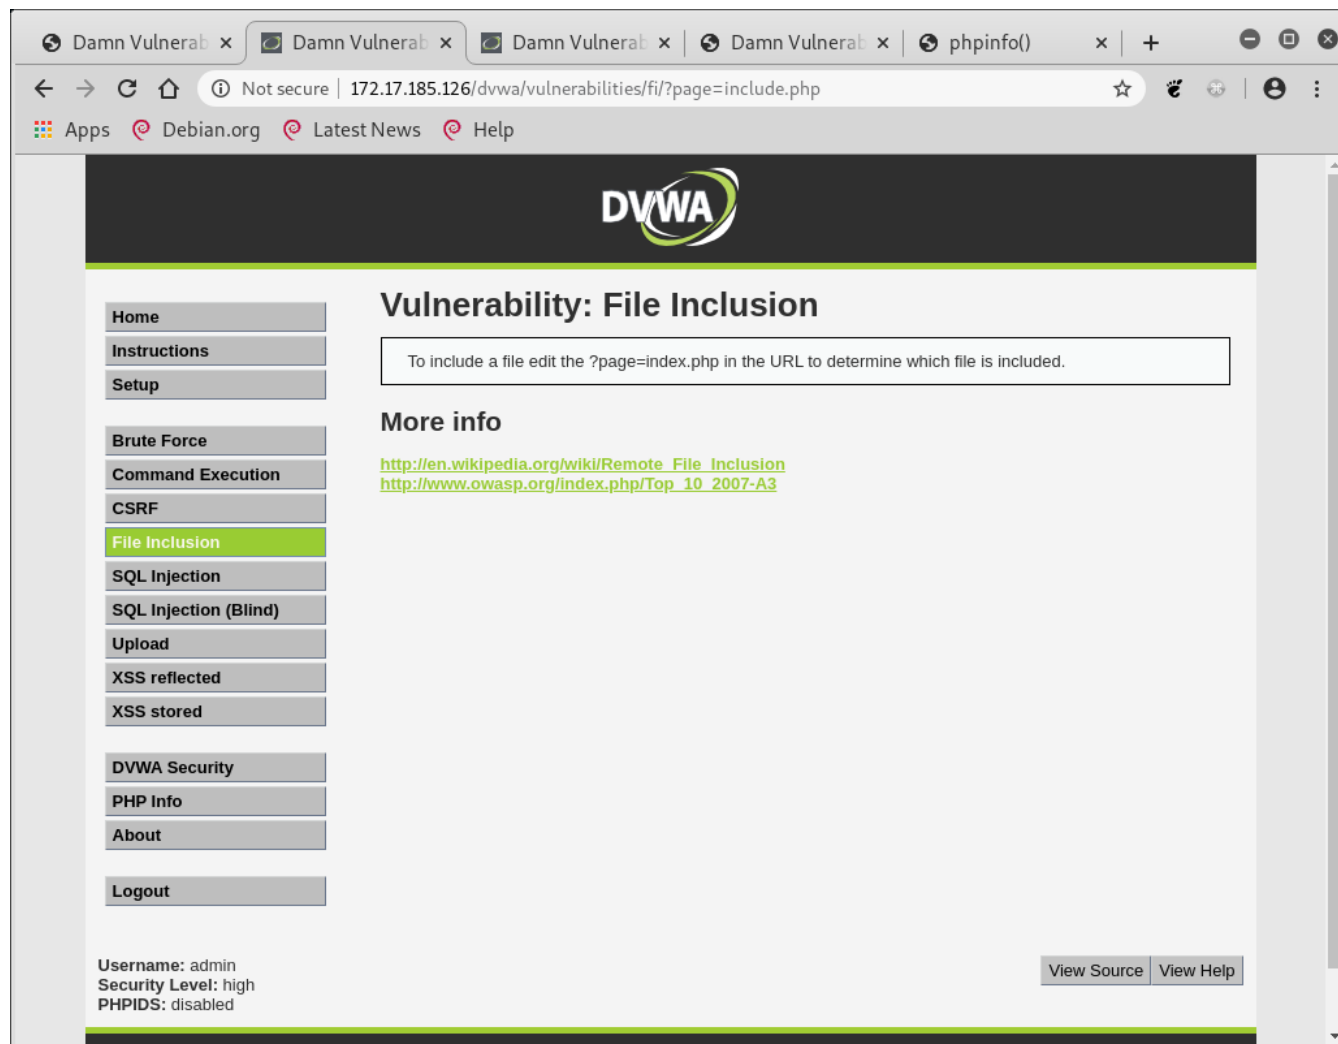 Damn Vulnerab
Damn Vulnerab
Damn Vulnerab
Damn Vulnerab
phpinfo()
Not secure
172.17.185.126/dvwa/vulnerabilities/fi/?page=include.php
Apps
Debian.org
Latest News
Help
DVWA
Home
Instructions
Setup
Brute Force
Command Execution
CSRF
File Inclusion
SQL Injection
SQL Injection (Blind)
Upload
XSS reflected
XSS stored
DVWA Security
PHP Info
About
Logout
Vulnerability: File Inclusion
To include a file edit the ?page=index.php in the URL to determine which file is included.
More info
http://en.wikipedia.org/wiki/Remote_File_Inclusion
http://www.owasp.org/index.php/Top_10_2007-A3
Username: admin
Security Level: high
PHPIDS: disabled
View Source
View Help